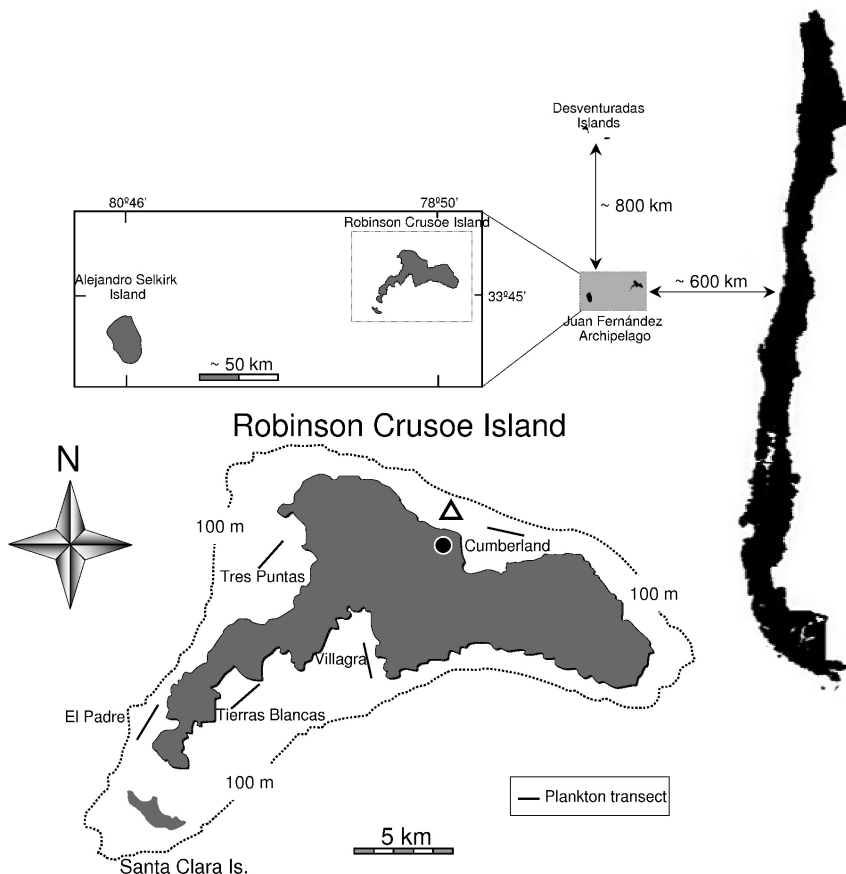 Desventuradas
Islands
80º46'
78º50'
~ 800 km
Robinson Crusoe Island
Alejandro Selkirk
Island
~ 600 km
33º45'
Juan Fernández
Archipelago
~ 50 km
Robinson Crusoe Island
N
100 m
Cumberland
Tres Puntas
100 m
Villagra
El Padre
Tierras Blancas
100 m
Plankton transect
5 km
Santa Clara Is.